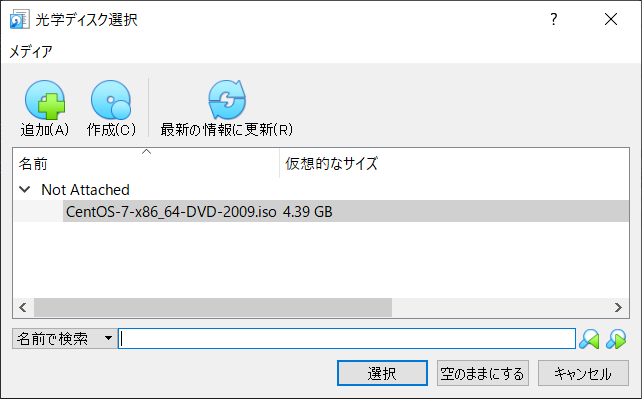 光学ディスク選択
メディア
追加(A) 作成(C) 最新の情報に更新(R)
名前 仮想的なサイズ
Not Attached
CentOS-7-x86_64-DVD-2009.iso 4.39 GB
名前で検索
選択 空のままにする キャンセル